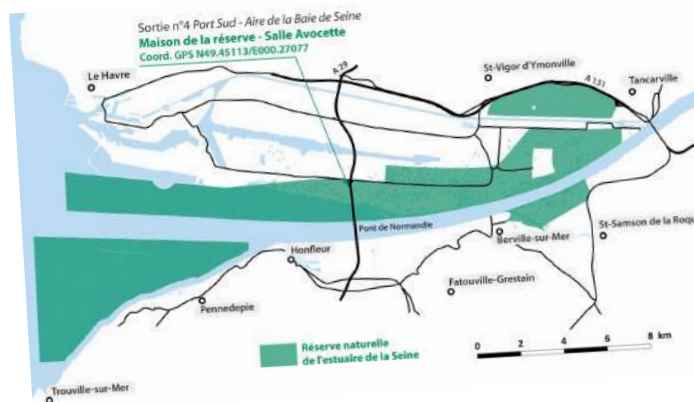 Sortie n°4 Port Sud - Aire de la Baie de Seine
Maison de la réserve - Salle Avocette
Coord. GPS N49.45113/E000.27077
Le Havre
A 29
St-Vigor d'Ymonville
A 131
Tancarville
Pont de Normandie
Honfleur
Berville-sur-Mer
St-Samson de la Roqu
Fatouville-Grestain
Pennedepie
Réserve naturelle
de l'estuaire de la Seine
0 2 4 6 8 km
Trouville-sur-Mer